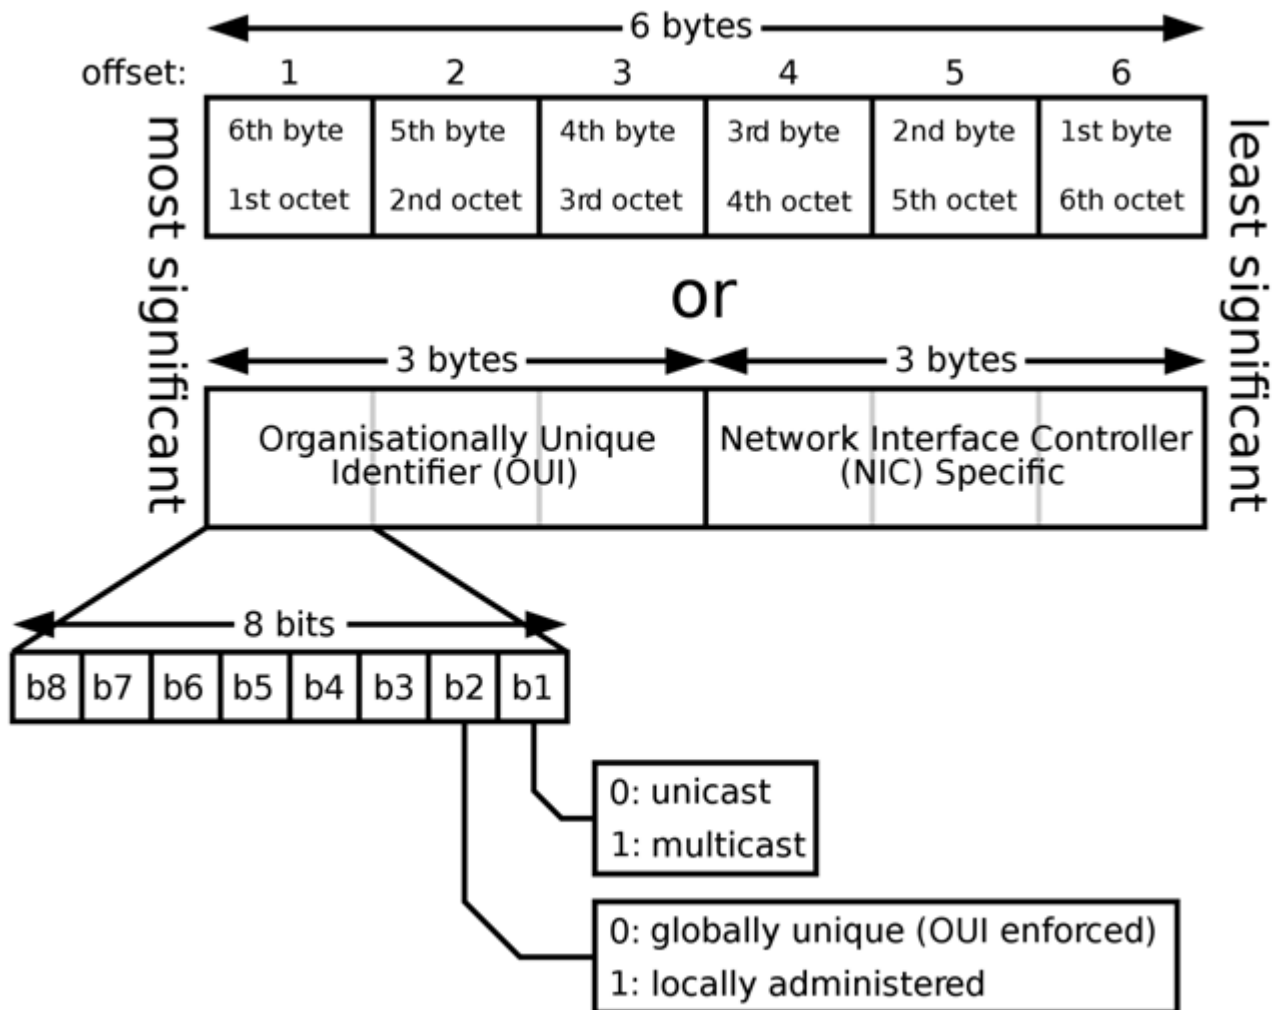 6 bytes
offset: 1 2 3 4 5 6
6th byte 5th byte 4th byte 3rd byte 2nd byte 1st byte
1st octet 2nd octet 3rd octet 4th octet 5th octet 6th octet
most significant
least significant
or
3 bytes 3 bytes
Organisationally Unique
Identifier (OUI)
Network Interface Controller
(NIC) Specific
8 bits
b8 b7 b6 b5 b4 b3 b2 b1
0: unicast
1: multicast
0: globally unique (OUI enforced)
1: locally administered